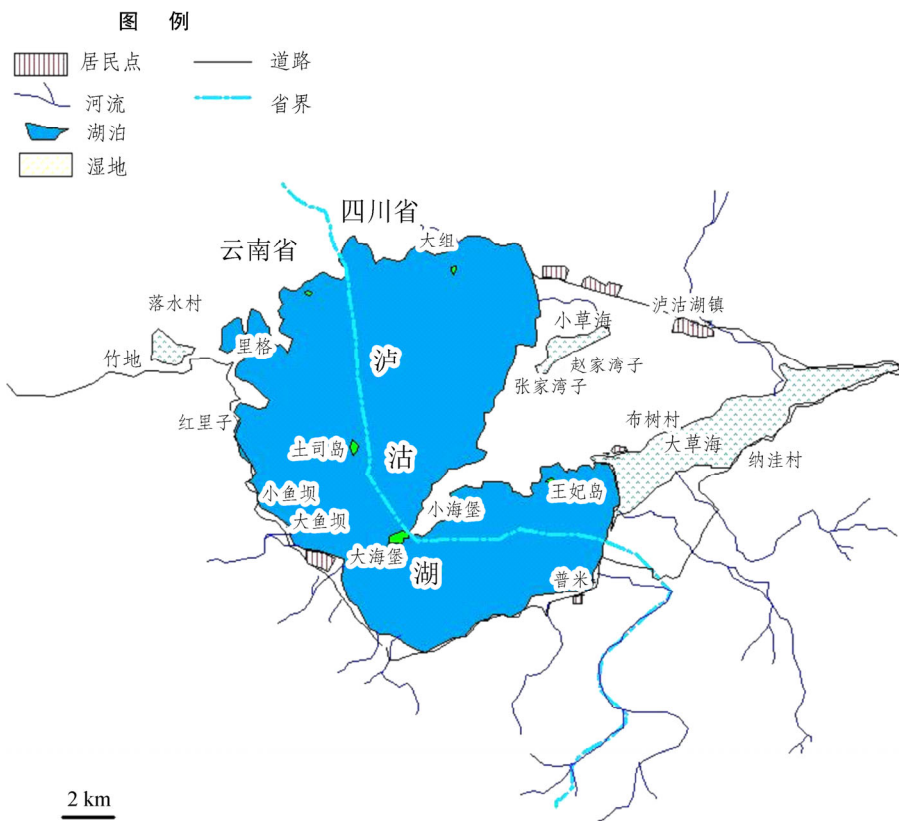 图 例
居民点
道路
河流
省界
湖泊
湿地
四川省
大组
云南省
落水村
泸沽湖镇
小草海
里格
竹地
泸
赵家湾子
张家湾子
红里子
布树村
大草海
土司岛
沽
纳洼村
小鱼坝
小海堡
王妃岛
大鱼坝
大海堡
湖
普米
2 km